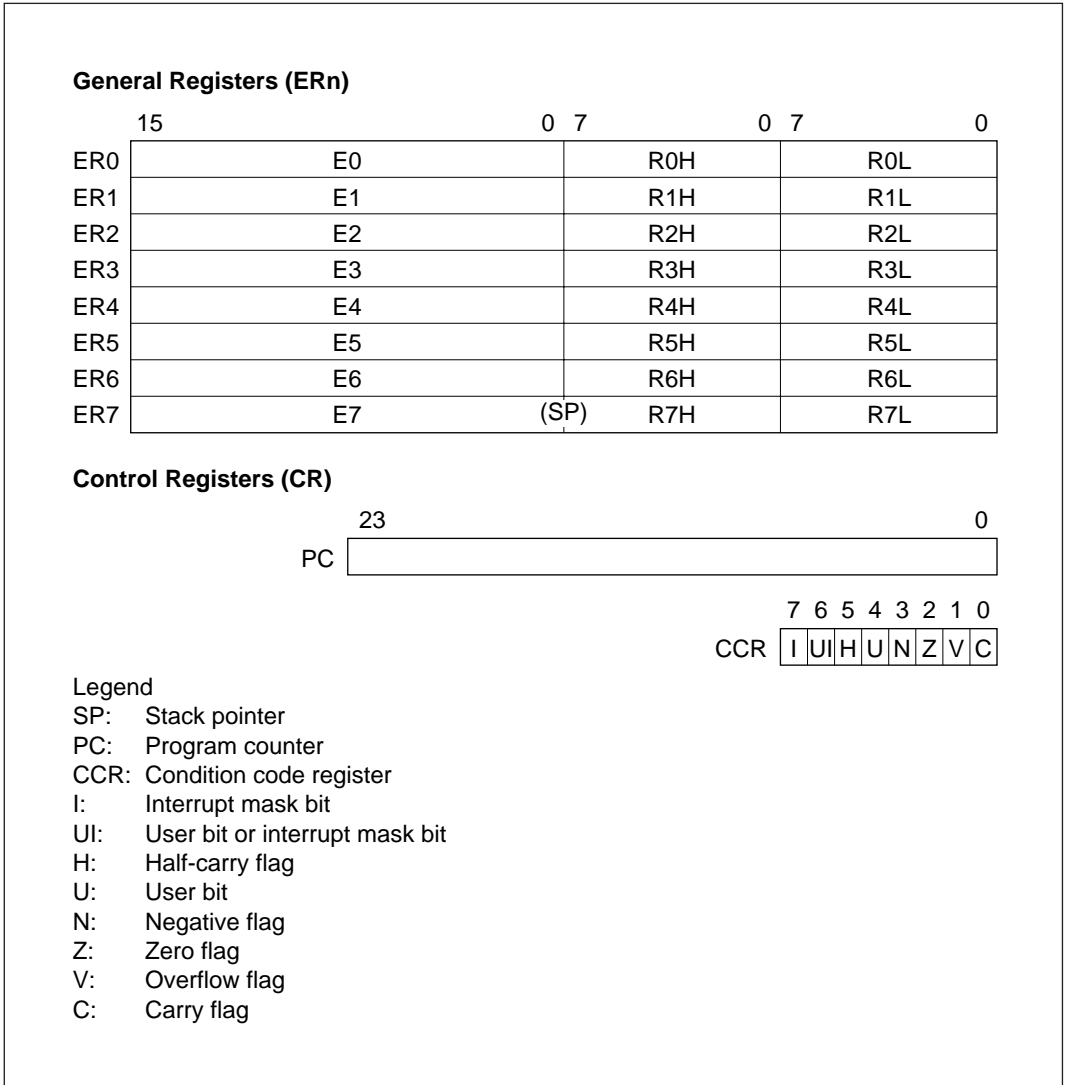 General Registers (ERn)
15 0 7 0 7 0
ER0 E0 R0H R0L
ER1 E1 R1H R1L
ER2 E2 R2H R2L
ER3 E3 R3H R3L
ER4 E4 R4H R4L
ER5 E5 R5H R5L
ER6 E6 R6H R6L
ER7 E7 (SP) R7H R7L
Control Registers (CR)
23 0
PC
7 6 5 4 3 2 1 0
CCR I UI H U N Z V C
Legend
SP: Stack pointer
PC: Program counter
CCR: Condition code register
I: Interrupt mask bit
UI: User bit or interrupt mask bit
H: Half-carry flag
U: User bit
N: Negative flag
Z: Zero flag
V: Overflow flag
C: Carry flag